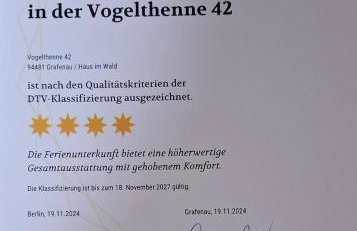 in der Vogelthenne 42
Vogelthenne 42
94481 Grafenau / Haus im Wald
ist nach den Qualitätskriterien der
DTV-Klassifizierung ausgezeichnet.
Die Ferienunterkunft bietet eine höherwertige
Gesamtausstattung mit gehobenem Komfort.
Die Klassifizierung ist bis zum 18. November 2027 gültig.
Berlin, 19.11.2024
Grafenau, 19.11.2024